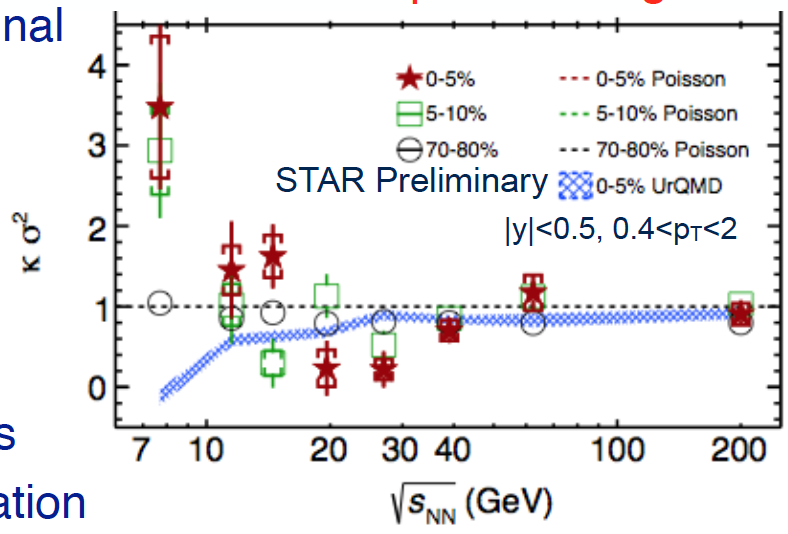 nal
4
3
2
1
0
κ σ²
0-5%
5-10%
70-80%
0-5% Poisson
5-10% Poisson
70-80% Poisson
0-5% UrQMD
STAR Preliminary
|y|<0.5, 0.4<pT<2
7 10 20 30 40 100 200
√sNN (GeV)
s
ation